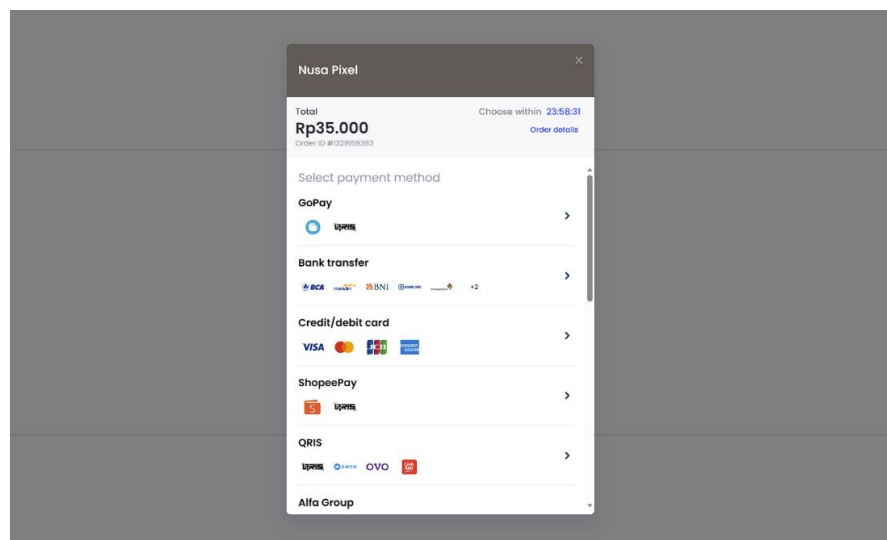 Nusa Pixel
×
Total
Choose within 23:58:31
Rp35.000
Order details
Order ID #1329159393
Select payment method
GoPay
QRIS
Bank transfer
BCA mandiri BNI +2
Credit/debit card
VISA JCB
ShopeePay
S QRIS
QRIS
QRIS DANA OVO
Alfa Group